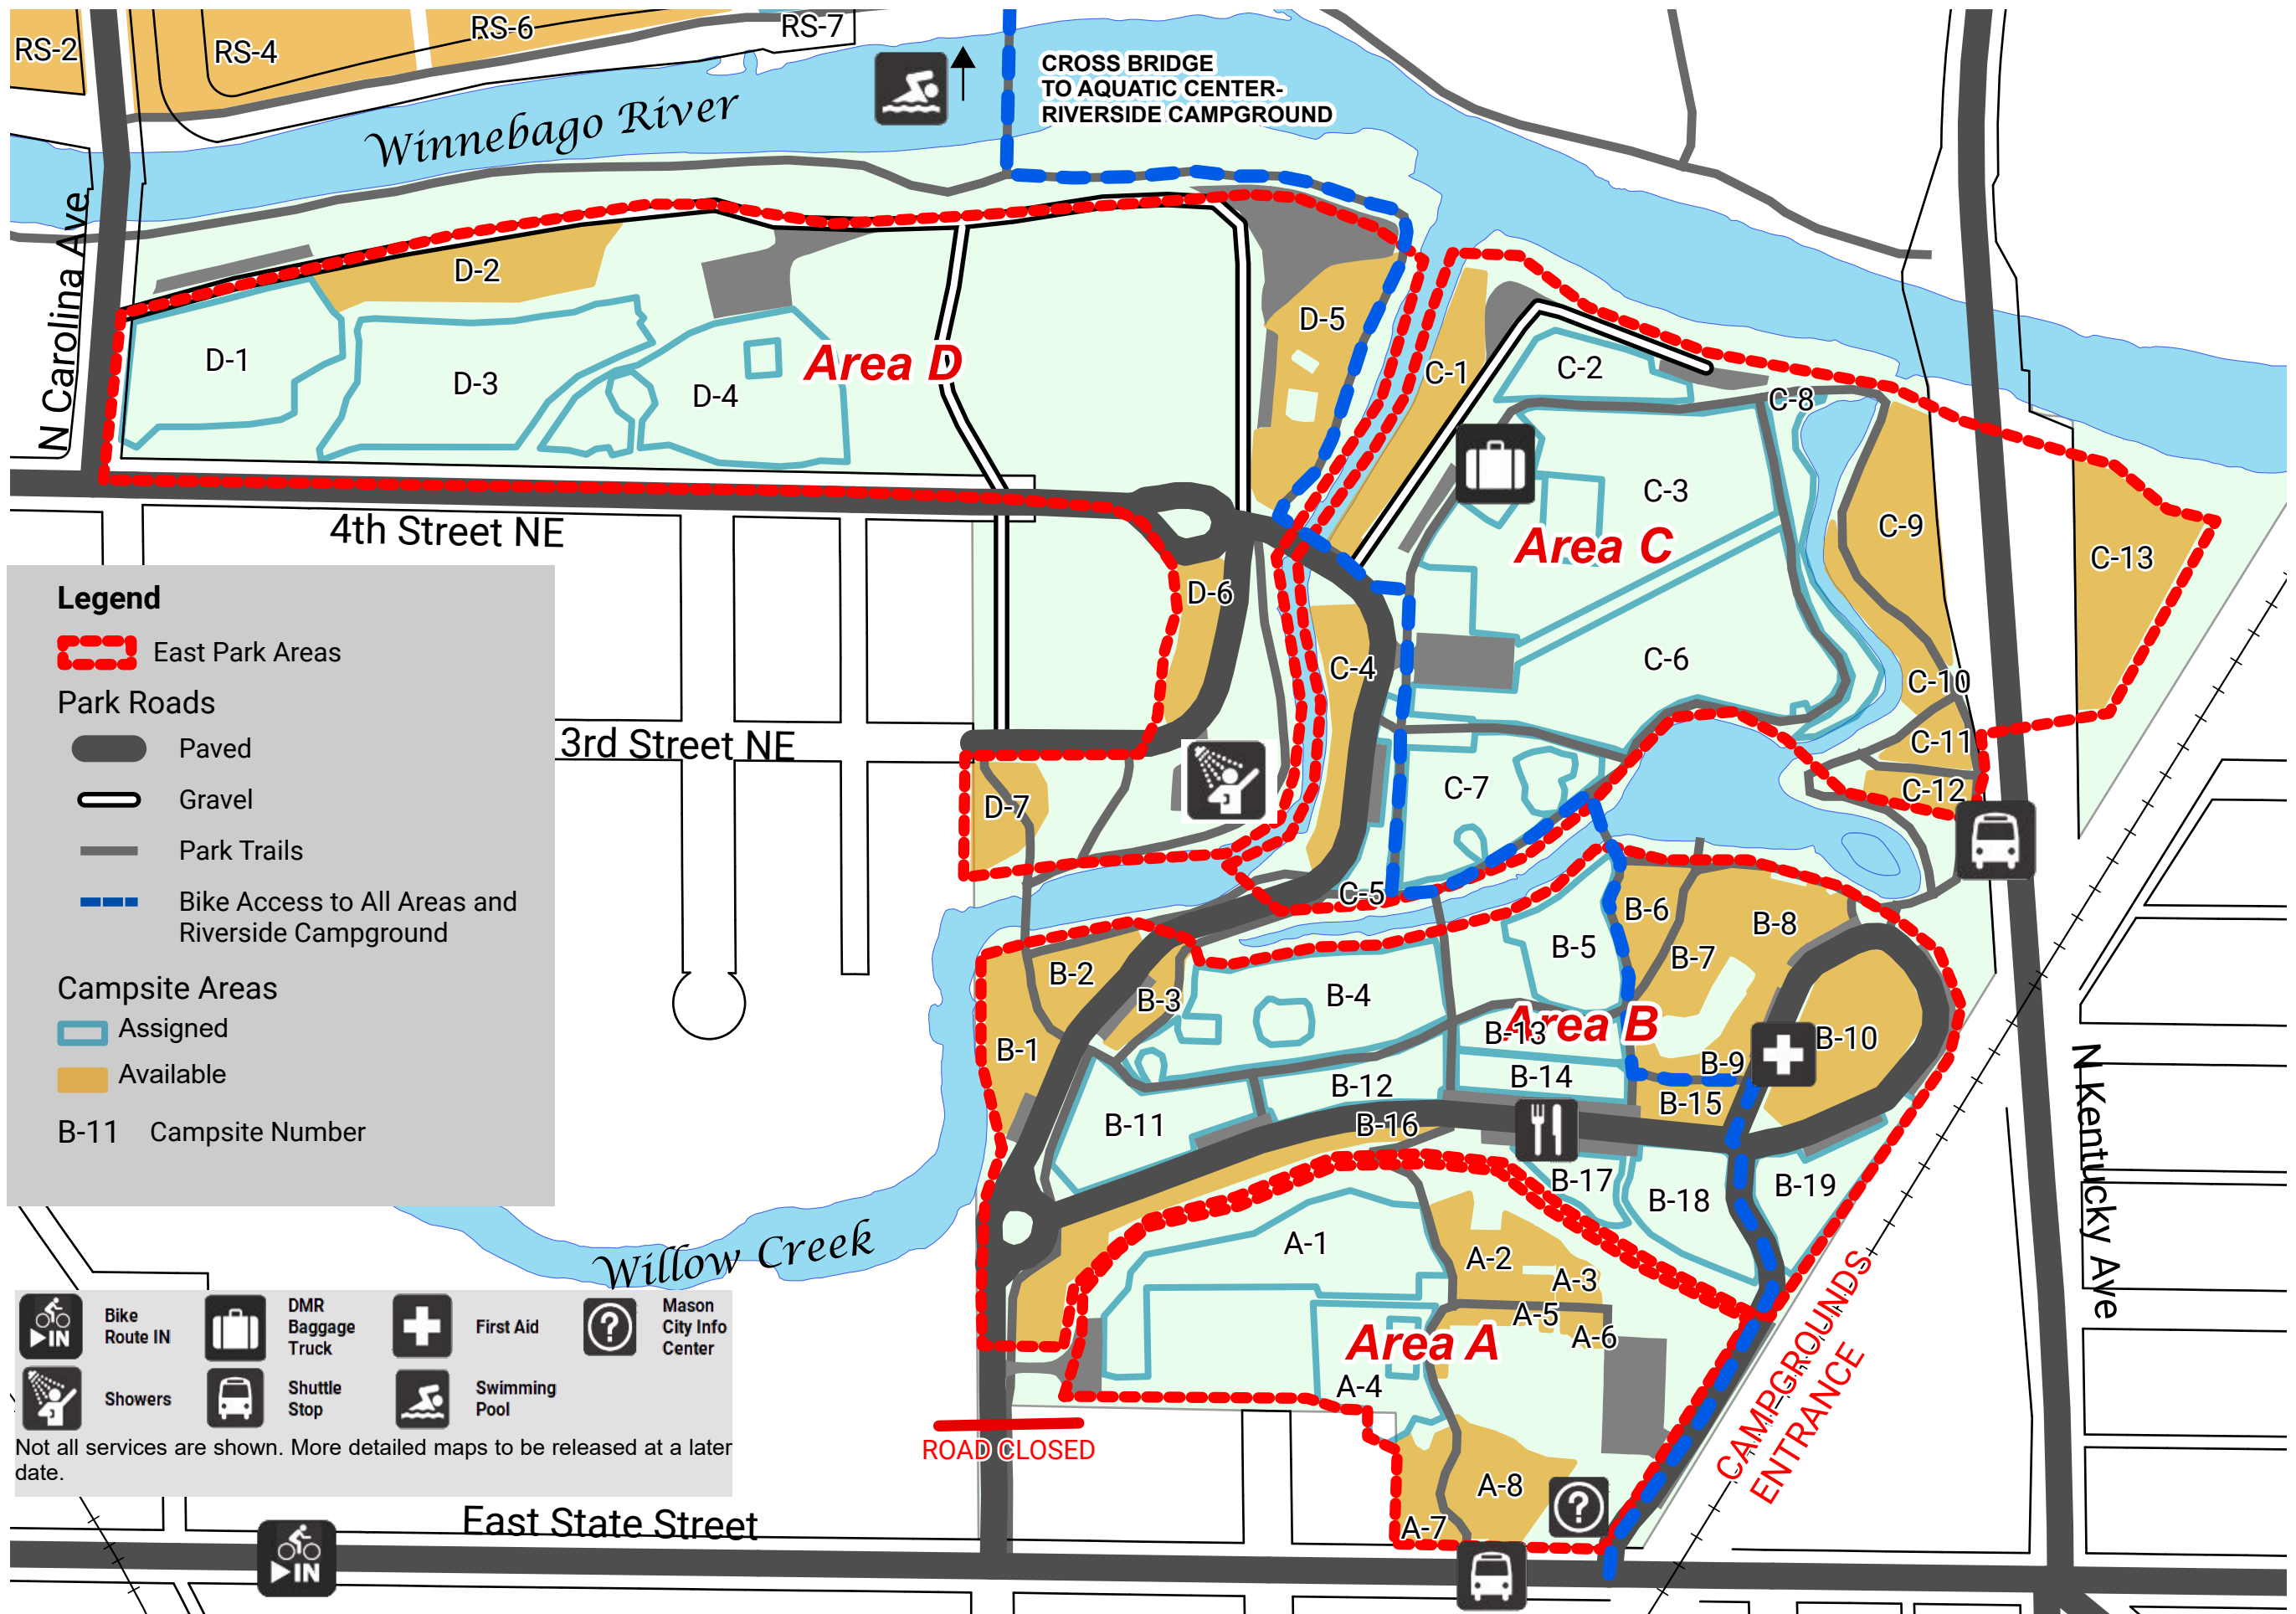 RS-2
RS-4
RS-6
RS-7
CROSS BRIDGE
TO AQUATIC CENTER-
RIVERSIDE CAMPGROUND
Winnebago River
N Carolina Ave
D-2
D-5
D-1
D-3
D-4
Area D
C-1
C-2
C-8
C-3
C-9
Area C
C-13
4th Street NE
D-6
C-4
C-6
C-10
C-11
C-12
3rd Street NE
D-7
C-7
C-5
Legend
East Park Areas
Park Roads
Paved
Gravel
Park Trails
Bike Access to All Areas and
Riverside Campground
Campsite Areas
Assigned
Available
B-11 Campsite Number
B-6
B-8
B-5
B-7
B-2
B-3
B-4
B-1
B-13
Area B
B-10
B-9
B-14
B-12
B-15
B-11
B-16
B-17
B-18
B-19
N Kentucky Ave
Willow Creek
A-1
A-2
A-3
A-5
A-6
Area A
A-4
A-8
A-7
CAMPGROUNDS
ENTRANCE
ROAD CLOSED
IN
Bike
Route IN
DMR
Baggage
Truck
First Aid
?
Mason
City Info
Center
Showers
Shuttle
Stop
Swimming
Pool
Not all services are shown. More detailed maps to be released at a later
date.
East State Street
IN
?